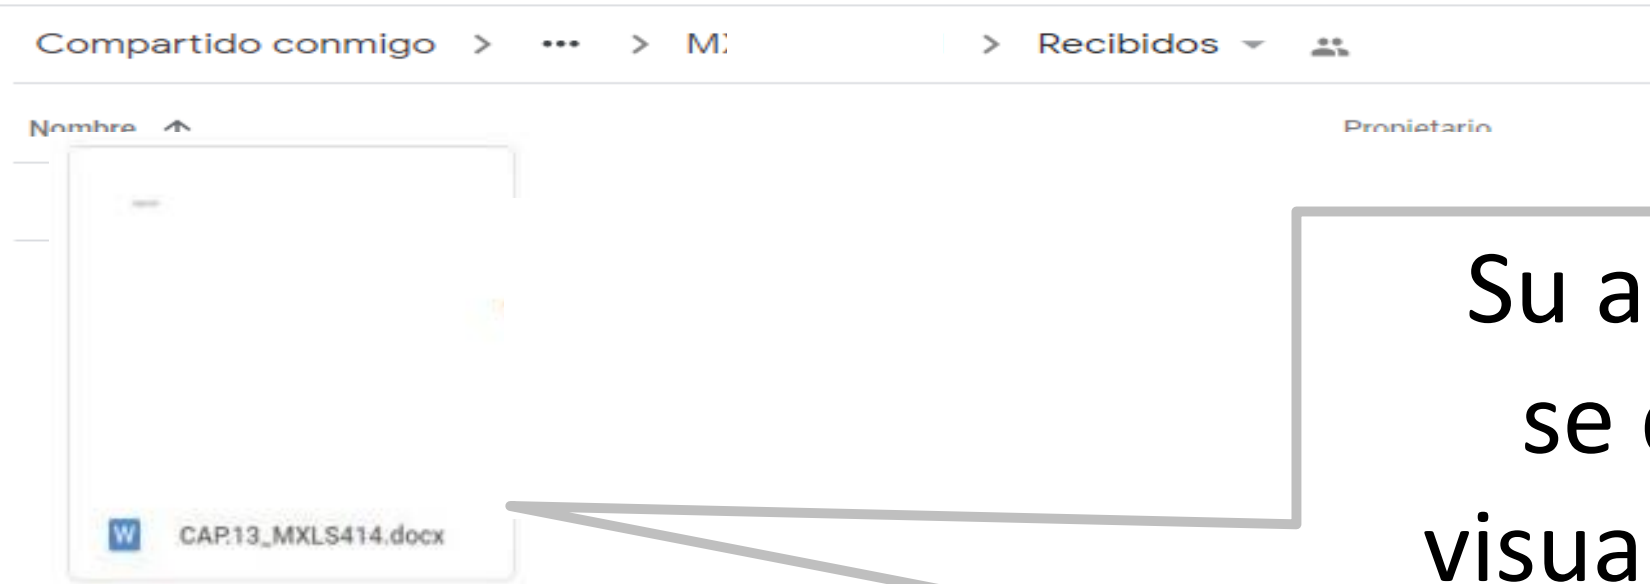 Compartido conmigo > ••• > M > Recibidos
Nombre ↑ Propietario
Su a
se
visua
CAP.13_MXLS414.docx